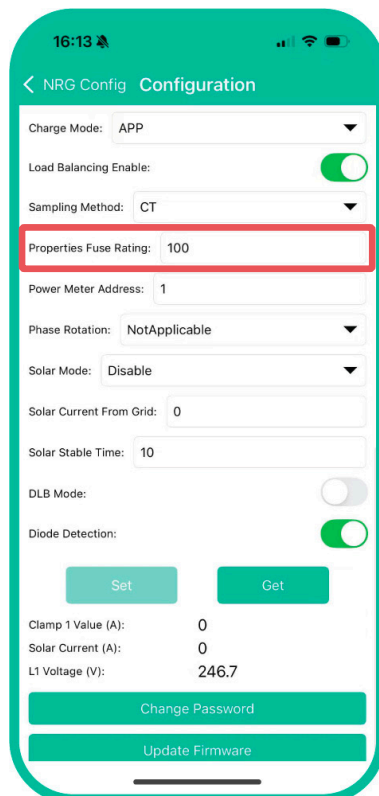 16:13
NRG Config Configuration
Charge Mode: APP
Load Balancing Enable:
Sampling Method: CT
Properties Fuse Rating: 100
Power Meter Address: 1
Phase Rotation: NotApplicable
Solar Mode: Disable
Solar Current From Grid: 0
Solar Stable Time: 10
DLB Mode:
Diode Detection:
Set Get
Clamp 1 Value (A): 0
Solar Current (A): 0
L1 Voltage (V): 246.7
Change Password
Update Firmware